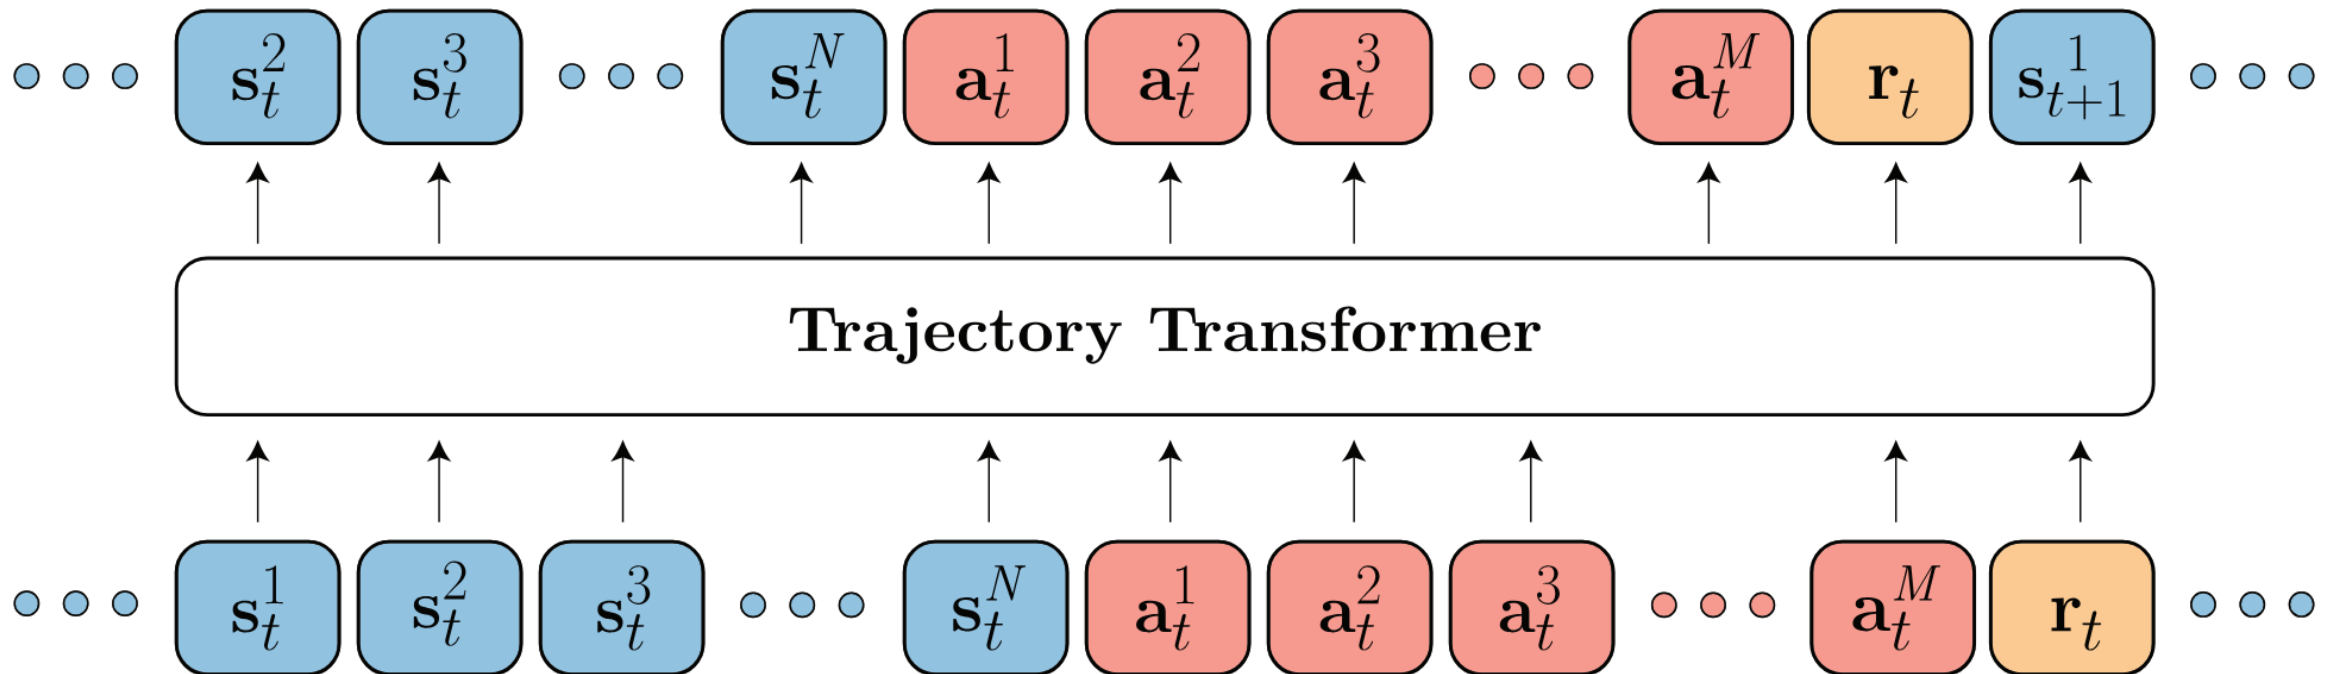 s_t^2 s_t^3 s_t^N a_t^1 a_t^2 a_t^3 a_t^M r_t s_{t+1}^1
Trajectory Transformer
s_t^1 s_t^2 s_t^3 s_t^N a_t^1 a_t^2 a_t^3 a_t^M r_t